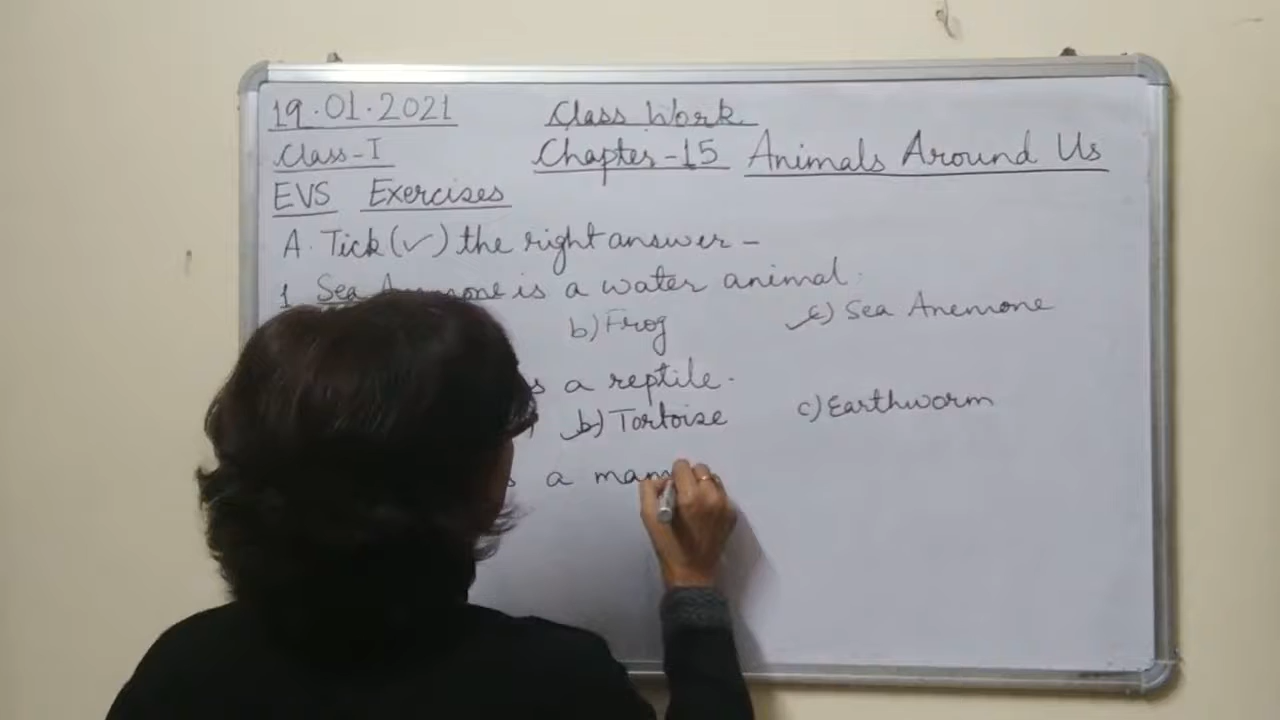 19.01.2021 Class Work
Class-I Chapter-15 Animals Around Us
EVS Exercises
A. Tick (✓) the right answer -
1. Sea Anemone is a water animal.
b) Frog ✓c) Sea Anemone
a reptile.
✓b) Tortoise c) Earthworm
a mam